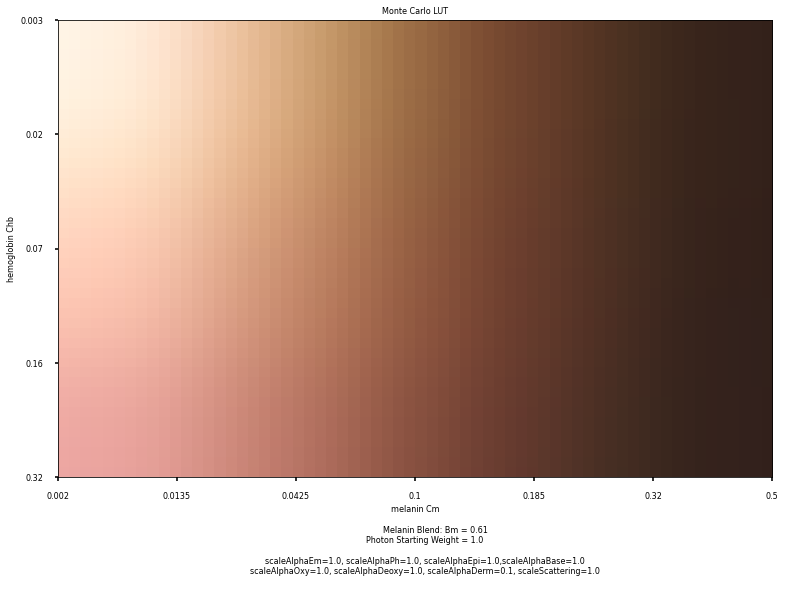 Monte Carlo LUT
0.003
0.02
0.07
0.16
0.32
hemoglobin Chb
0.002 0.0135 0.0425 0.1 0.185 0.32 0.5
melanin Cm
Melanin Blend: Bm = 0.61
Photon Starting Weight = 1.0
scaleAlphaEm=1.0, scaleAlphaPh=1.0, scaleAlphaEpi=1.0,scaleAlphaBase=1.0
scaleAlphaOxy=1.0, scaleAlphaDeoxy=1.0, scaleAlphaDerm=0.1, scaleScattering=1.0